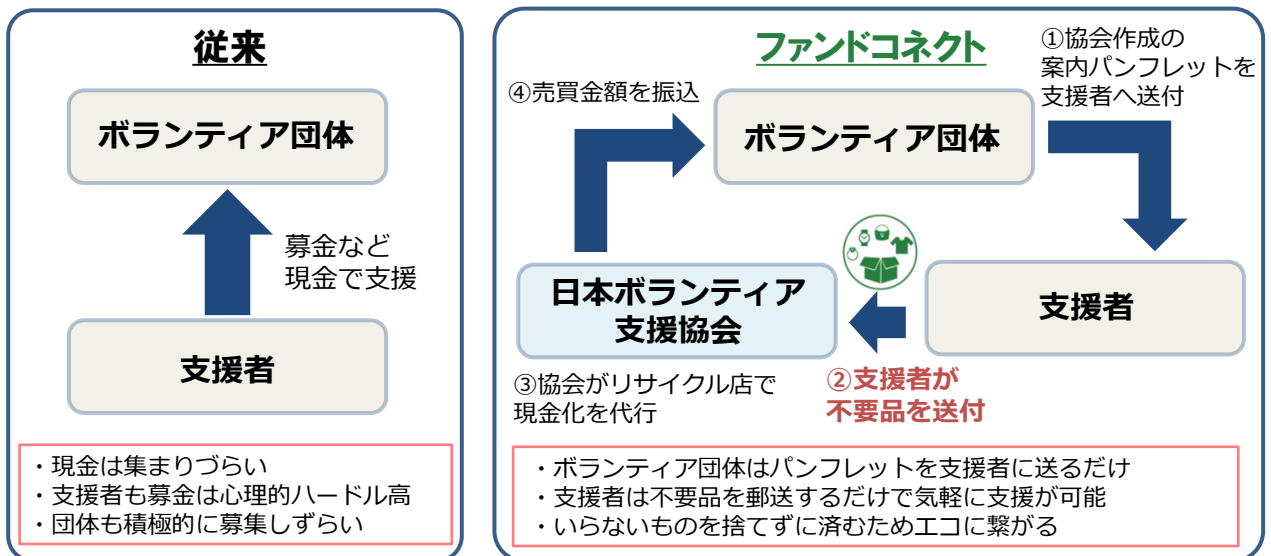 従来
ボランティア団体
募金など
現金で支援
支援者
・現金は集まりづらい
・支援者も募金は心理的ハードル高
・団体も積極的に募集しずらい
ファンドコネクト
①協会作成の
案内パンフレットを
支援者へ送付
④売買金額を振込
ボランティア団体
日本ボランティア
支援協会
支援者
③協会がリサイクル店で
現金化を代行
②支援者が
不要品を送付
・ボランティア団体はパンフレットを支援者に送るだけ
・支援者は不要品を郵送するだけで気軽に支援が可能
・いらないものを捨てずに済むためエコに繋がる